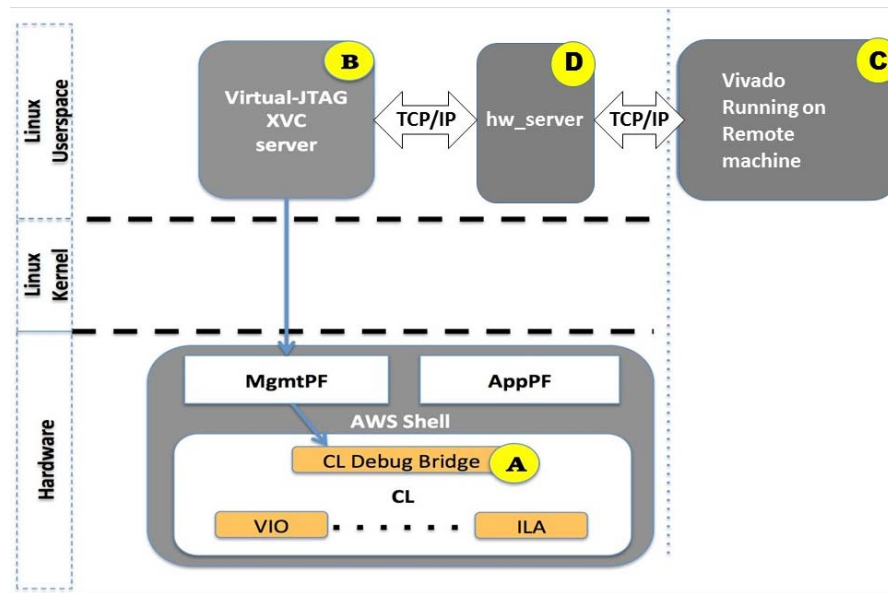 Linux
Userspace
Virtual-JTAG
XVC
server
B
TCP/IP
hw_server
D
TCP/IP
Vivado
Running on
Remote
machine
C
Linux
Kernel
Hardware
MgmtPF
AppPF
AWS Shell
CL Debug Bridge
A
CL
VIO
ILA